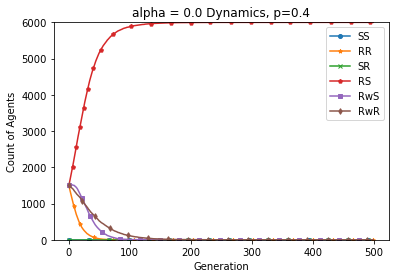 alpha = 0.0 Dynamics, p=0.4
6000
5000
4000
3000
2000
1000
0
Count of Agents
SS
RR
SR
RS
RwS
RwR
0 100 200 300 400 500
Generation